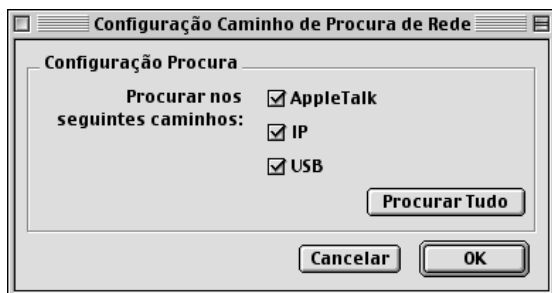 Configuração Caminho de Procura de Rede
Configuração Procura
Procurar nos
seguintes caminhos:
AppleTalk
IP
USB
Procurar Tudo
Cancelar
OK